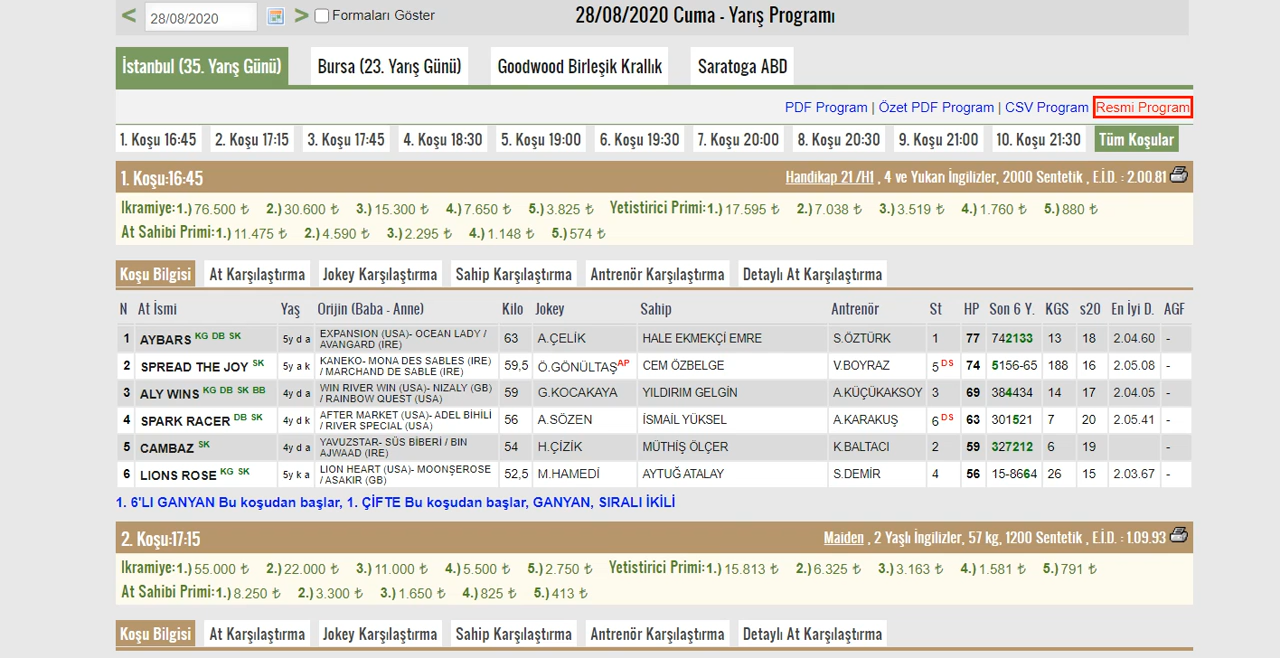 < 28/08/2020 > Formaları Göster 28/08/2020 Cuma - Yarış Programı
İstanbul (35. Yarış Günü) Bursa (23. Yarış Günü) Goodwood Birleşik Krallık Saratoga ABD
PDF Program | Özet PDF Program | CSV Program Resmi Program
1. Koşu 16:45 2. Koşu 17:15 3. Koşu 17:45 4. Koşu 18:30 5. Koşu 19:00 6. Koşu 19:30 7. Koşu 20:00 8. Koşu 20:30 9. Koşu 21:00 10. Koşu 21:30 Tüm Koşular
1. Koşu:16:45 Handikap 21 /H1 , 4 ve Yukarı İngilizler, 2000 Sentetik , E.İ.D. : 2.00.81
Ikramiye:1.) 76.500 ₺ 2.) 30.600 ₺ 3.) 15.300 ₺ 4.) 7.650 ₺ 5.) 3.825 ₺ Yetistirici Primi:1.) 17.595 ₺ 2.) 7.038 ₺ 3.) 3.519 ₺ 4.) 1.760 ₺ 5.) 880 ₺
At Sahibi Primi:1.) 11.475 ₺ 2.) 4.590 ₺ 3.) 2.295 ₺ 4.) 1.148 ₺ 5.) 574 ₺
Koşu Bilgisi At Karşılaştırma Jokey Karşılaştırma Sahip Karşılaştırma Antrenör Karşılaştırma Detaylı At Karşılaştırma
N At İsmi Yaş Orijin (Baba - Anne) Kilo Jokey Sahip Antrenör St HP Son 6 Y. KGS s20 En İyi D. AGF
1 AYBARS KG DB SK 5y d a EXPANSION (USA)- OCEAN LADY / AVANGARD (IRE) 63 A.ÇELİK HALE EKMEKÇİ EMRE S.ÖZTÜRK 1 77 742133 13 18 2.04.60 -
2 SPREAD THE JOY SK 5y a k KANEKO- MONA DES SABLES (IRE) / MARCHAND DE SABLE (IRE) 59,5 Ö.GÖNÜLTAŞ AP CEM ÖZBELGE V.BOYRAZ 5 DS 74 5156-65 188 16 2.05.08 -
3 ALY WINS KG DB SK BB 4y d a WIN RIVER WIN (USA)- NIZALY (GB) / RAINBOW QUEST (USA) 59 G.KOCAKAYA YILDIRIM GELGİN A.KÜÇÜKAKSOY 3 69 384434 14 17 2.04.05 -
4 SPARK RACER DB SK 4y d k AFTER MARKET (USA)- ADEL BİHİLİ / RIVER SPECIAL (USA) 56 A.SÖZEN İSMAİL YÜKSEL A.KARAKUŞ 6 DS 63 301521 7 20 2.05.41 -
5 CAMBAZ SK 4y d a YAVUZSTAR- SÜS BİBERİ / BIN AJWAAD (IRE) 54 H.ÇİZİK MÜTHİŞ ÖLÇER K.BALTACI 2 59 327212 6 19 -
6 LIONS ROSE KG SK 5y k a LION HEART (USA)- MOONŞEROSE / ASAKIR (GB) 52,5 M.HAMEDİ AYTUĞ ATALAY S.DEMİR 4 56 15-8664 26 15 2.03.67 -
1. 6'LI GANYAN Bu koşudan başlar, 1. ÇİFTE Bu koşudan başlar, GANYAN, SIRALI İKİLİ
2. Koşu:17:15 Maiden , 2 Yaşlı İngilizler, 57 kg, 1200 Sentetik , E.İ.D. : 1.09.93
Ikramiye:1.) 55.000 ₺ 2.) 22.000 ₺ 3.) 11.000 ₺ 4.) 5.500 ₺ 5.) 2.750 ₺ Yetistirici Primi:1.) 15.813 ₺ 2.) 6.325 ₺ 3.) 3.163 ₺ 4.) 1.581 ₺ 5.) 791 ₺
At Sahibi Primi:1.) 8.250 ₺ 2.) 3.300 ₺ 3.) 1.650 ₺ 4.) 825 ₺ 5.) 413 ₺
Koşu Bilgisi At Karşılaştırma Jokey Karşılaştırma Sahip Karşılaştırma Antrenör Karşılaştırma Detaylı At Karşılaştırma